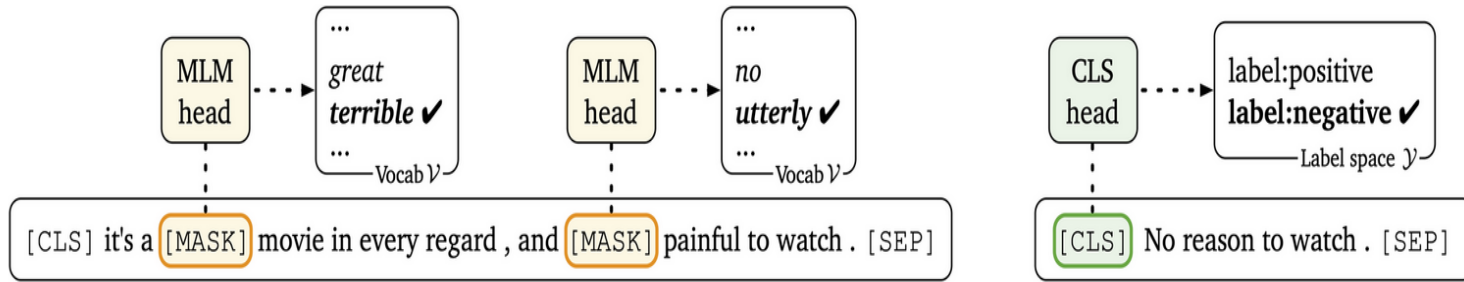 MLM
head
...
great
terrible ✔
...
Vocab 𝒱
MLM
head
...
no
utterly ✔
...
Vocab 𝒱
[CLS] it's a [MASK] movie in every regard , and [MASK] painful to watch . [SEP]
CLS
head
label:positive
label:negative ✔
Label space 𝒴
[CLS] No reason to watch . [SEP]